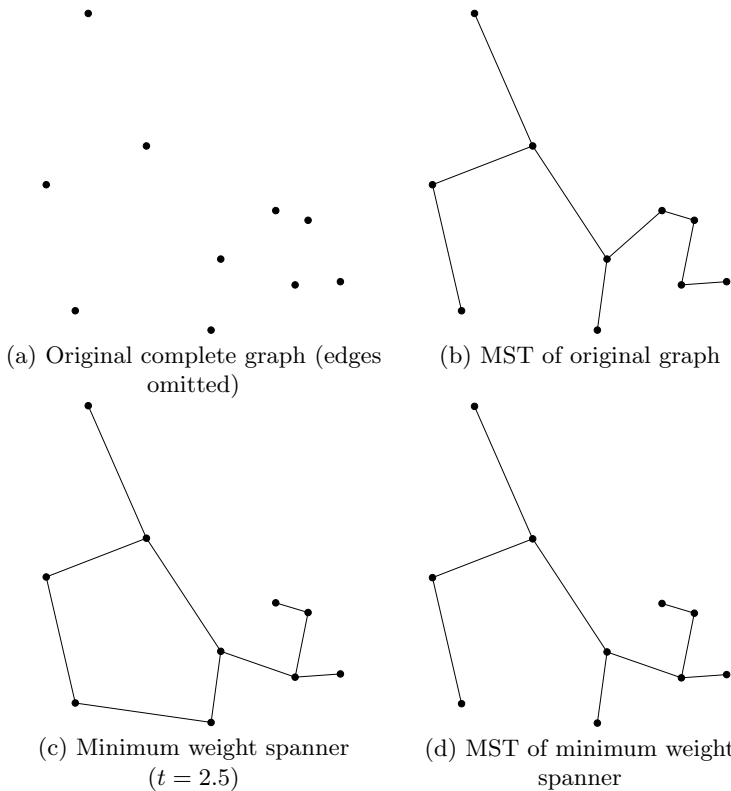 (a) Original complete graph (edges
omitted)
(b) MST of original graph
(c) Minimum weight spanner
(t = 2.5)
(d) MST of minimum weight
spanner